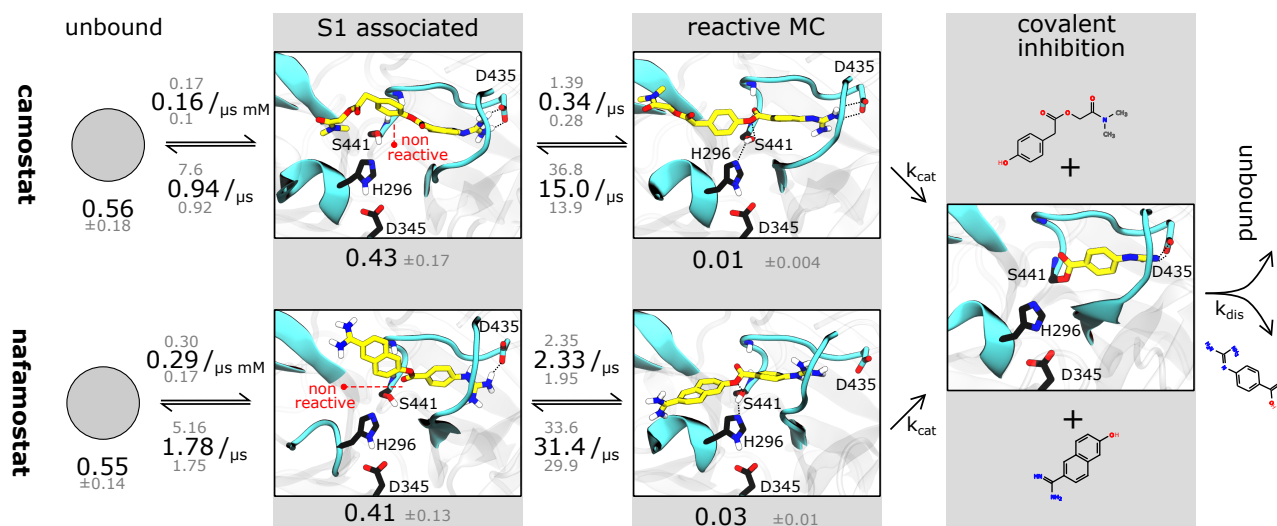 unbound
S1 associated
reactive MC
covalent
inhibition
camostat
0.56
±0.18
0.17
0.16 /μs mM
0.1
7.6
0.94 /μs
0.92
D435
S441
non
reactive
H296
D345
0.43 ±0.17
1.39
0.34 /μs
0.28
36.8
15.0 /μs
13.9
D435
S441
H296
D345
0.01 ±0.004
kcat
nafamostat
0.55
±0.14
0.30
0.29 /μs mM
0.17
5.16
1.78 /μs
1.75
D435
non
reactive
S441
H296
D345
0.41 ±0.13
2.35
2.33 /μs
1.95
33.6
31.4 /μs
29.9
D435
S441
H296
D345
0.03 ±0.01
kcat
O
O
O
O
N
CH₃
CH₃
HO
+
S441
D435
H296
D345
+
OH
NH
NH₂
unbound
kdis